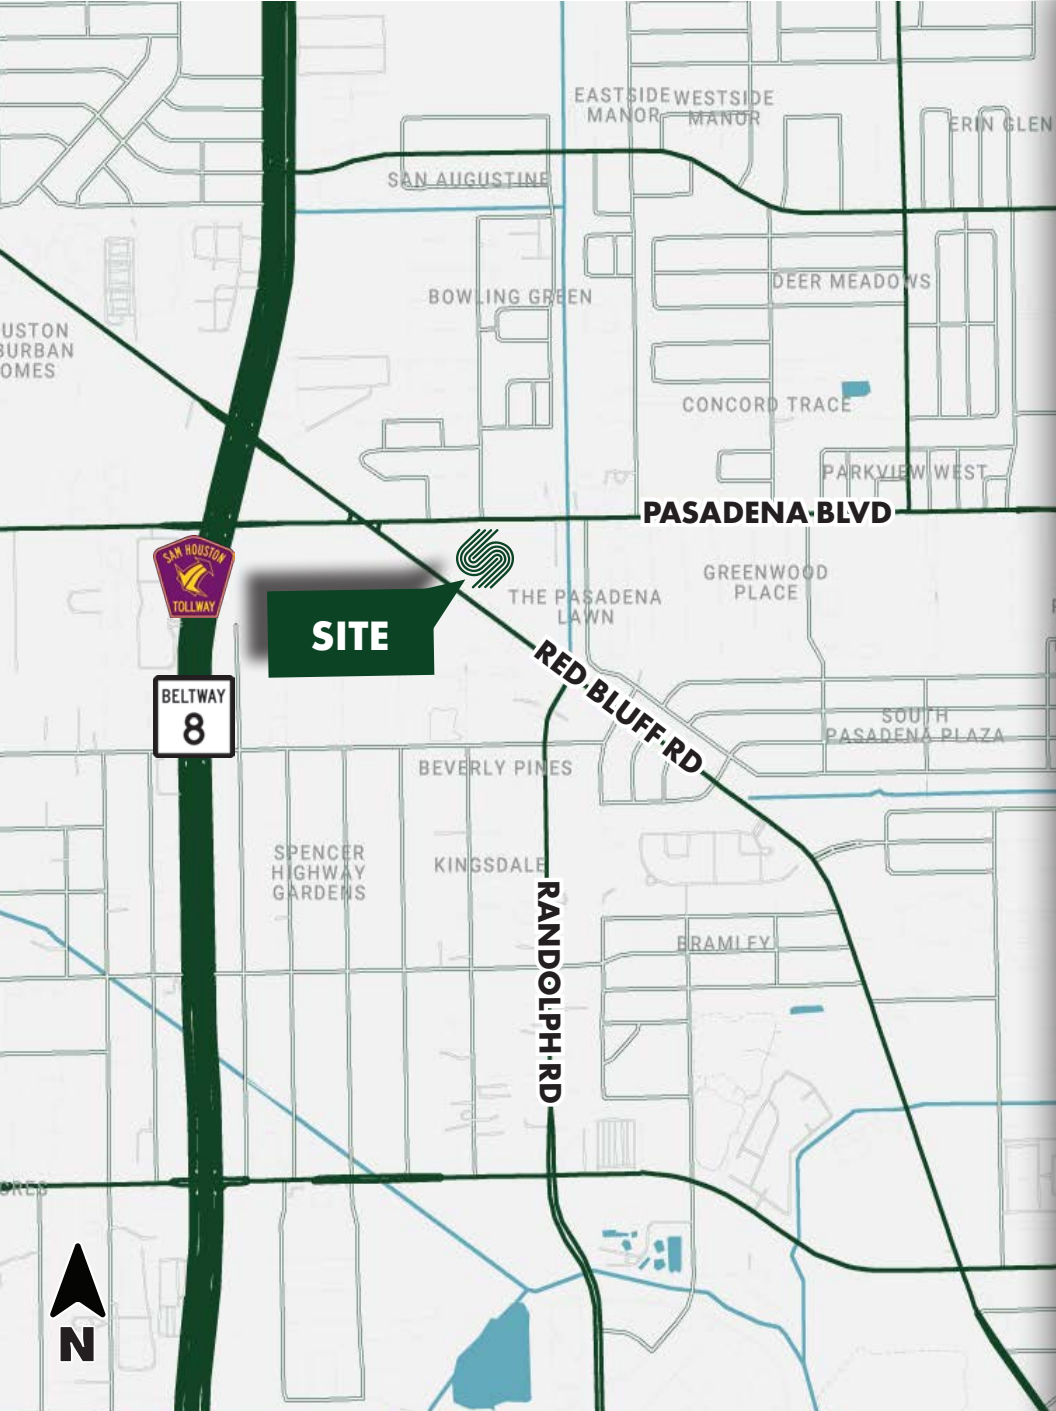 EASTSIDE
MANOR
WESTSIDE
MANOR
ERIN GLEN
SAN AUGUSTINE
DEER MEADOWS
BOWLING GREEN
USTON
BURBAN
OMES
CONCORD TRACE
PARKVIEW WEST
PASADENA BLVD
SAM HOUSTON
TOLLWAY
GREENWOOD
PLACE
THE PASADENA
LAWN
SITE
RED BLUFF RD
BELTWAY
8
SOUTH
PASADENA PLAZA
BEVERLY PINES
SPENCER
HIGHWAY
GARDENS
KINGSDALE
RANDOLPH RD
BRAMLEY
CRES
N